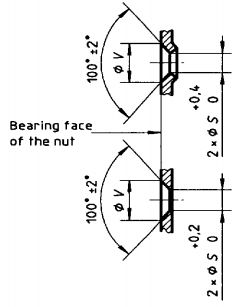 100° ±2°
ϕ V
+0,4
2 × ϕ S 0
Bearing face
of the nut
100° ±2°
ϕ V
+0,2
2 × ϕ S 0